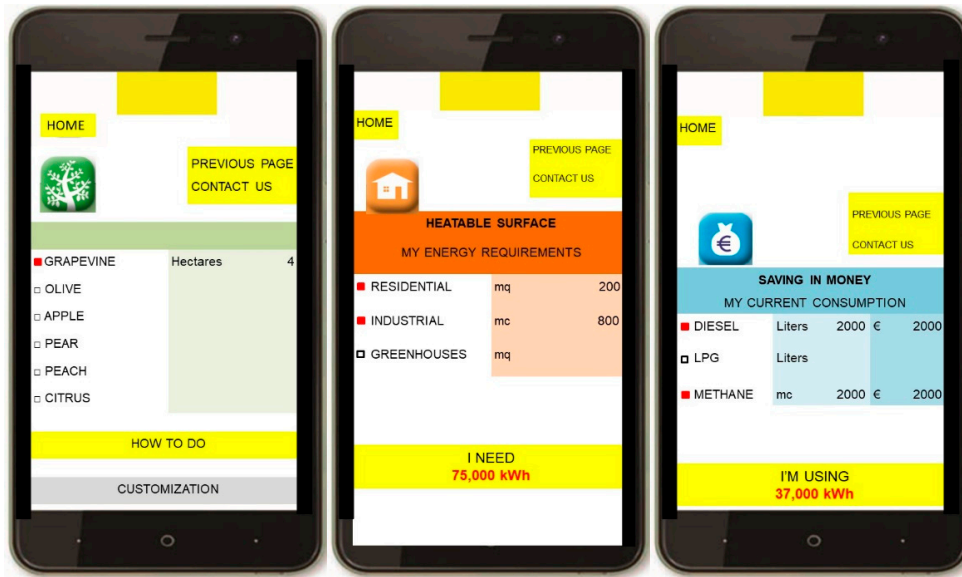 HOME
PREVIOUS PAGE
CONTACT US
GRAPEVINE Hectares 4
OLIVE
APPLE
PEAR
PEACH
CITRUS
HOW TO DO
CUSTOMIZATION
HOME
PREVIOUS PAGE
CONTACT US
HEATABLE SURFACE
MY ENERGY REQUIREMENTS
RESIDENTIAL mq 200
INDUSTRIAL mc 800
GREENHOUSES mq
I NEED
75,000 kWh
HOME
PREVIOUS PAGE
CONTACT US
€
SAVING IN MONEY
MY CURRENT CONSUMPTION
DIESEL Liters 2000 € 2000
LPG Liters
METHANE mc 2000 € 2000
I'M USING
37,000 kWh